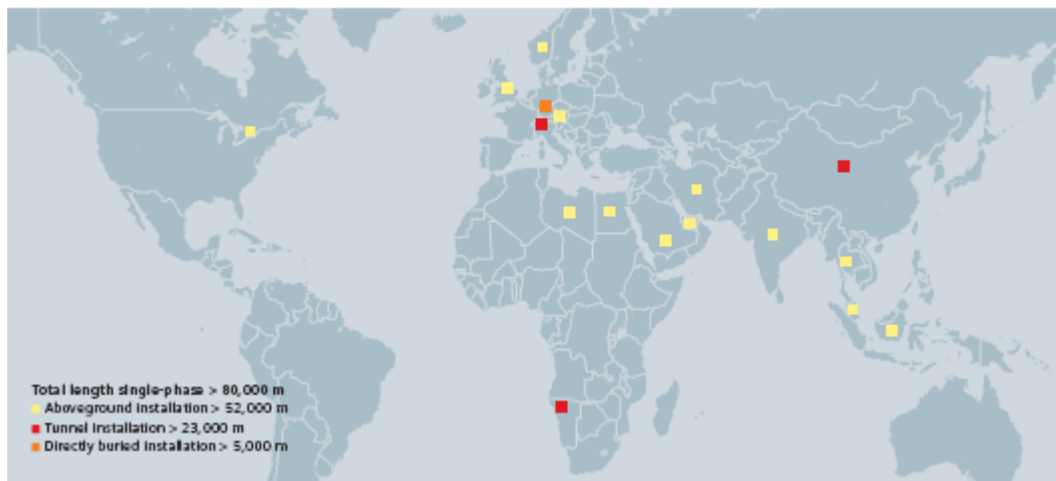 Total length single-phase > 80,000 m
Aboveground installation > 52,000 m
Tunnel installation > 23,000 m
Directly buried installation > 5,000 m